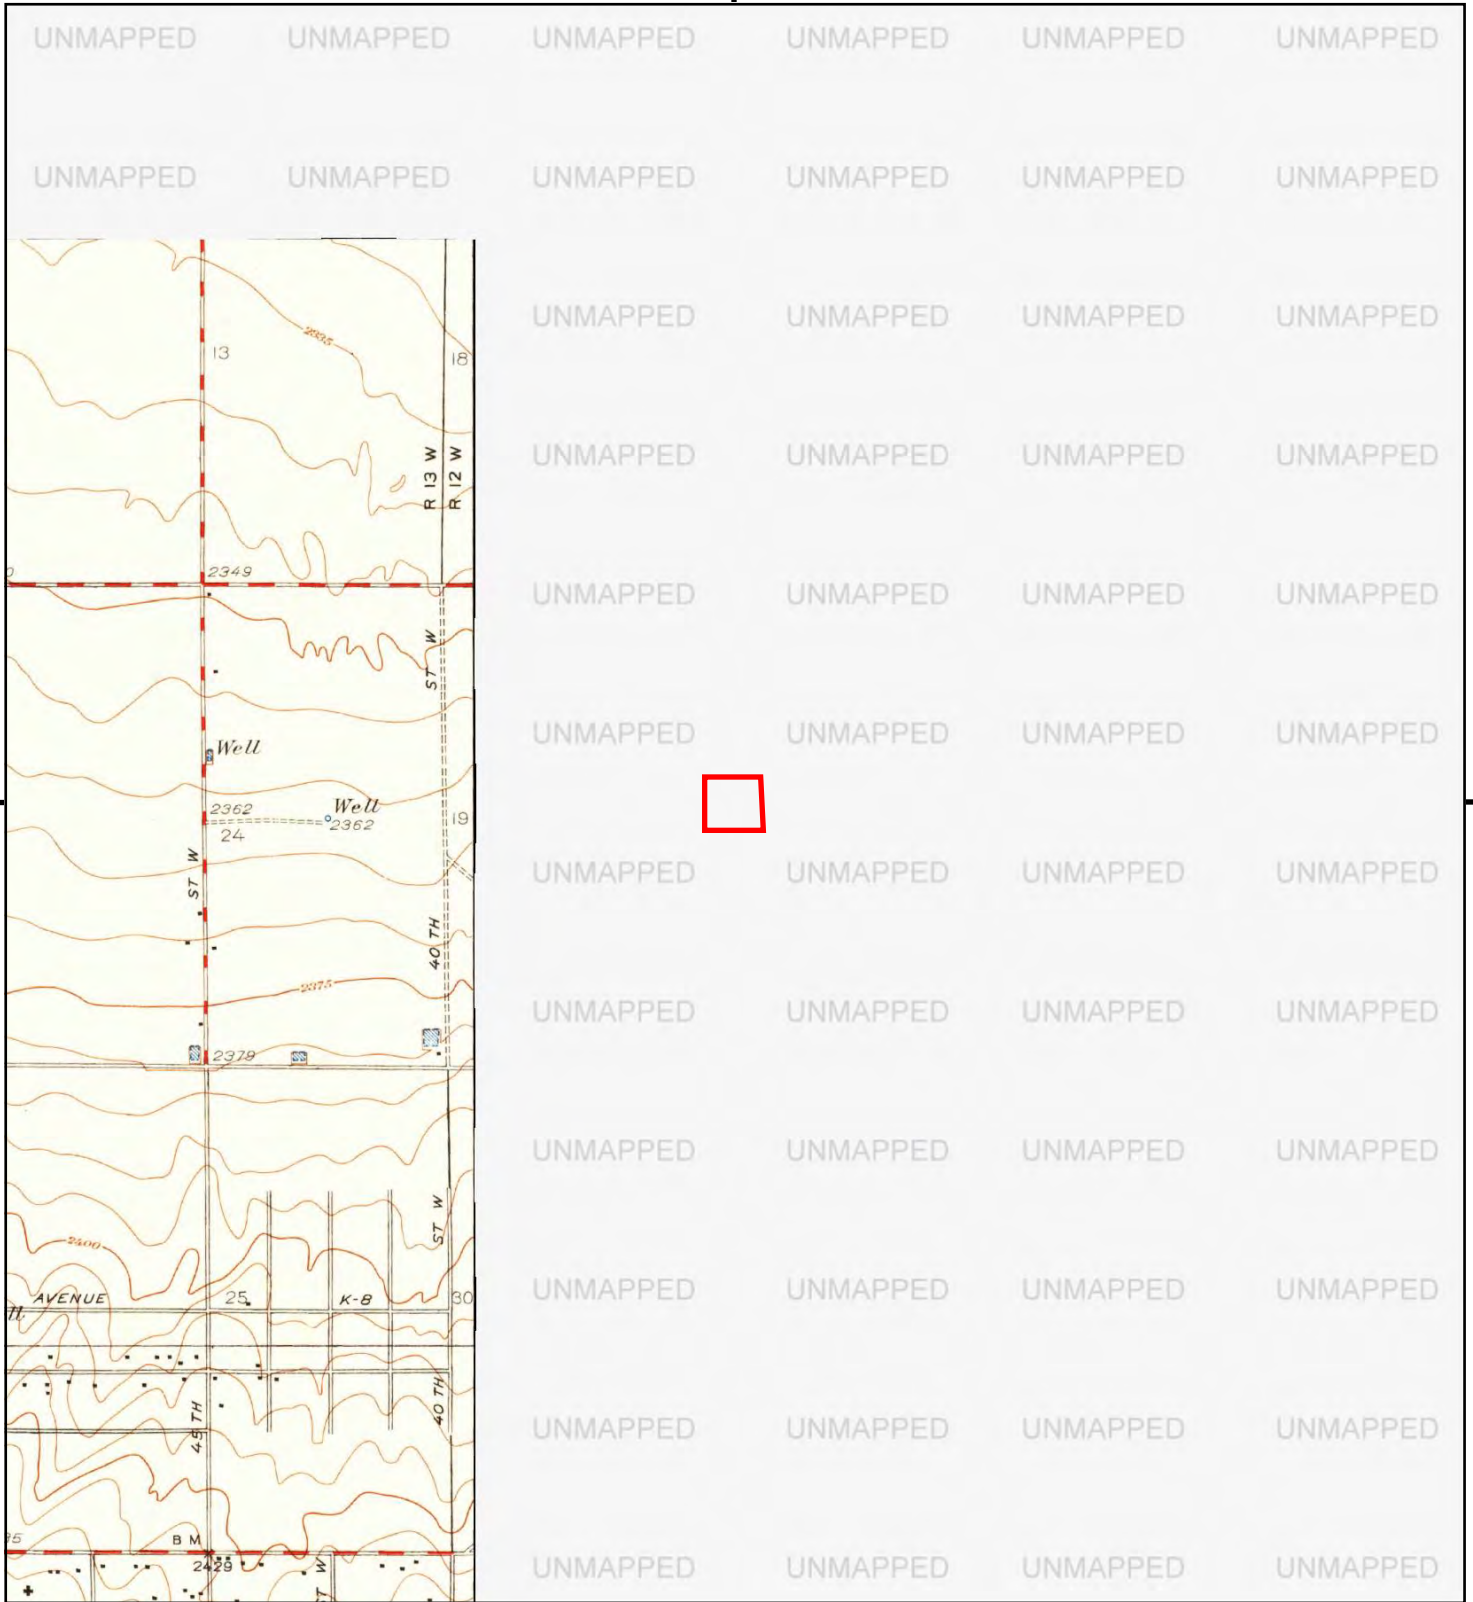 UNMAPPED UNMAPPED UNMAPPED UNMAPPED UNMAPPED UNMAPPED
UNMAPPED UNMAPPED UNMAPPED UNMAPPED UNMAPPED UNMAPPED
UNMAPPED UNMAPPED UNMAPPED UNMAPPED
2335
13 18
UNMAPPED UNMAPPED UNMAPPED UNMAPPED
R 13 W
R 12 W
2349
UNMAPPED UNMAPPED UNMAPPED UNMAPPED
ST W
UNMAPPED UNMAPPED UNMAPPED UNMAPPED
Well
2362 Well
24 2362 19
UNMAPPED UNMAPPED UNMAPPED UNMAPPED
ST W
40 TH
2375
UNMAPPED UNMAPPED UNMAPPED UNMAPPED
2379
UNMAPPED UNMAPPED UNMAPPED UNMAPPED
ST W
2400
UNMAPPED UNMAPPED UNMAPPED UNMAPPED
AVENUE 25 K-8 30
40 TH
45 TH
UNMAPPED UNMAPPED UNMAPPED UNMAPPED
B M
2429
ST W
UNMAPPED UNMAPPED UNMAPPED UNMAPPED